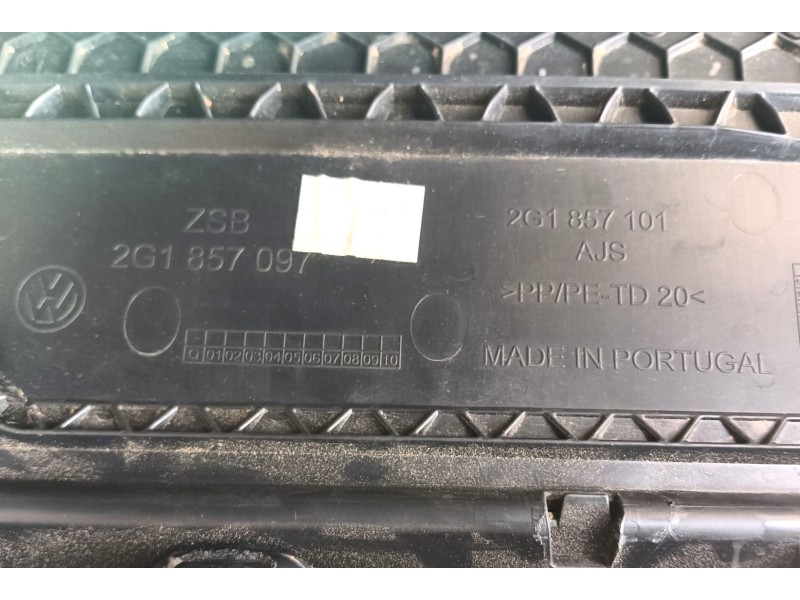 ZSB
2G1 857 097
2G1 857 101
AJS
>PP/PE-TD 20<
Q 01 02 03 04 05 06 07 08 09 10
MADE IN PORTUGAL